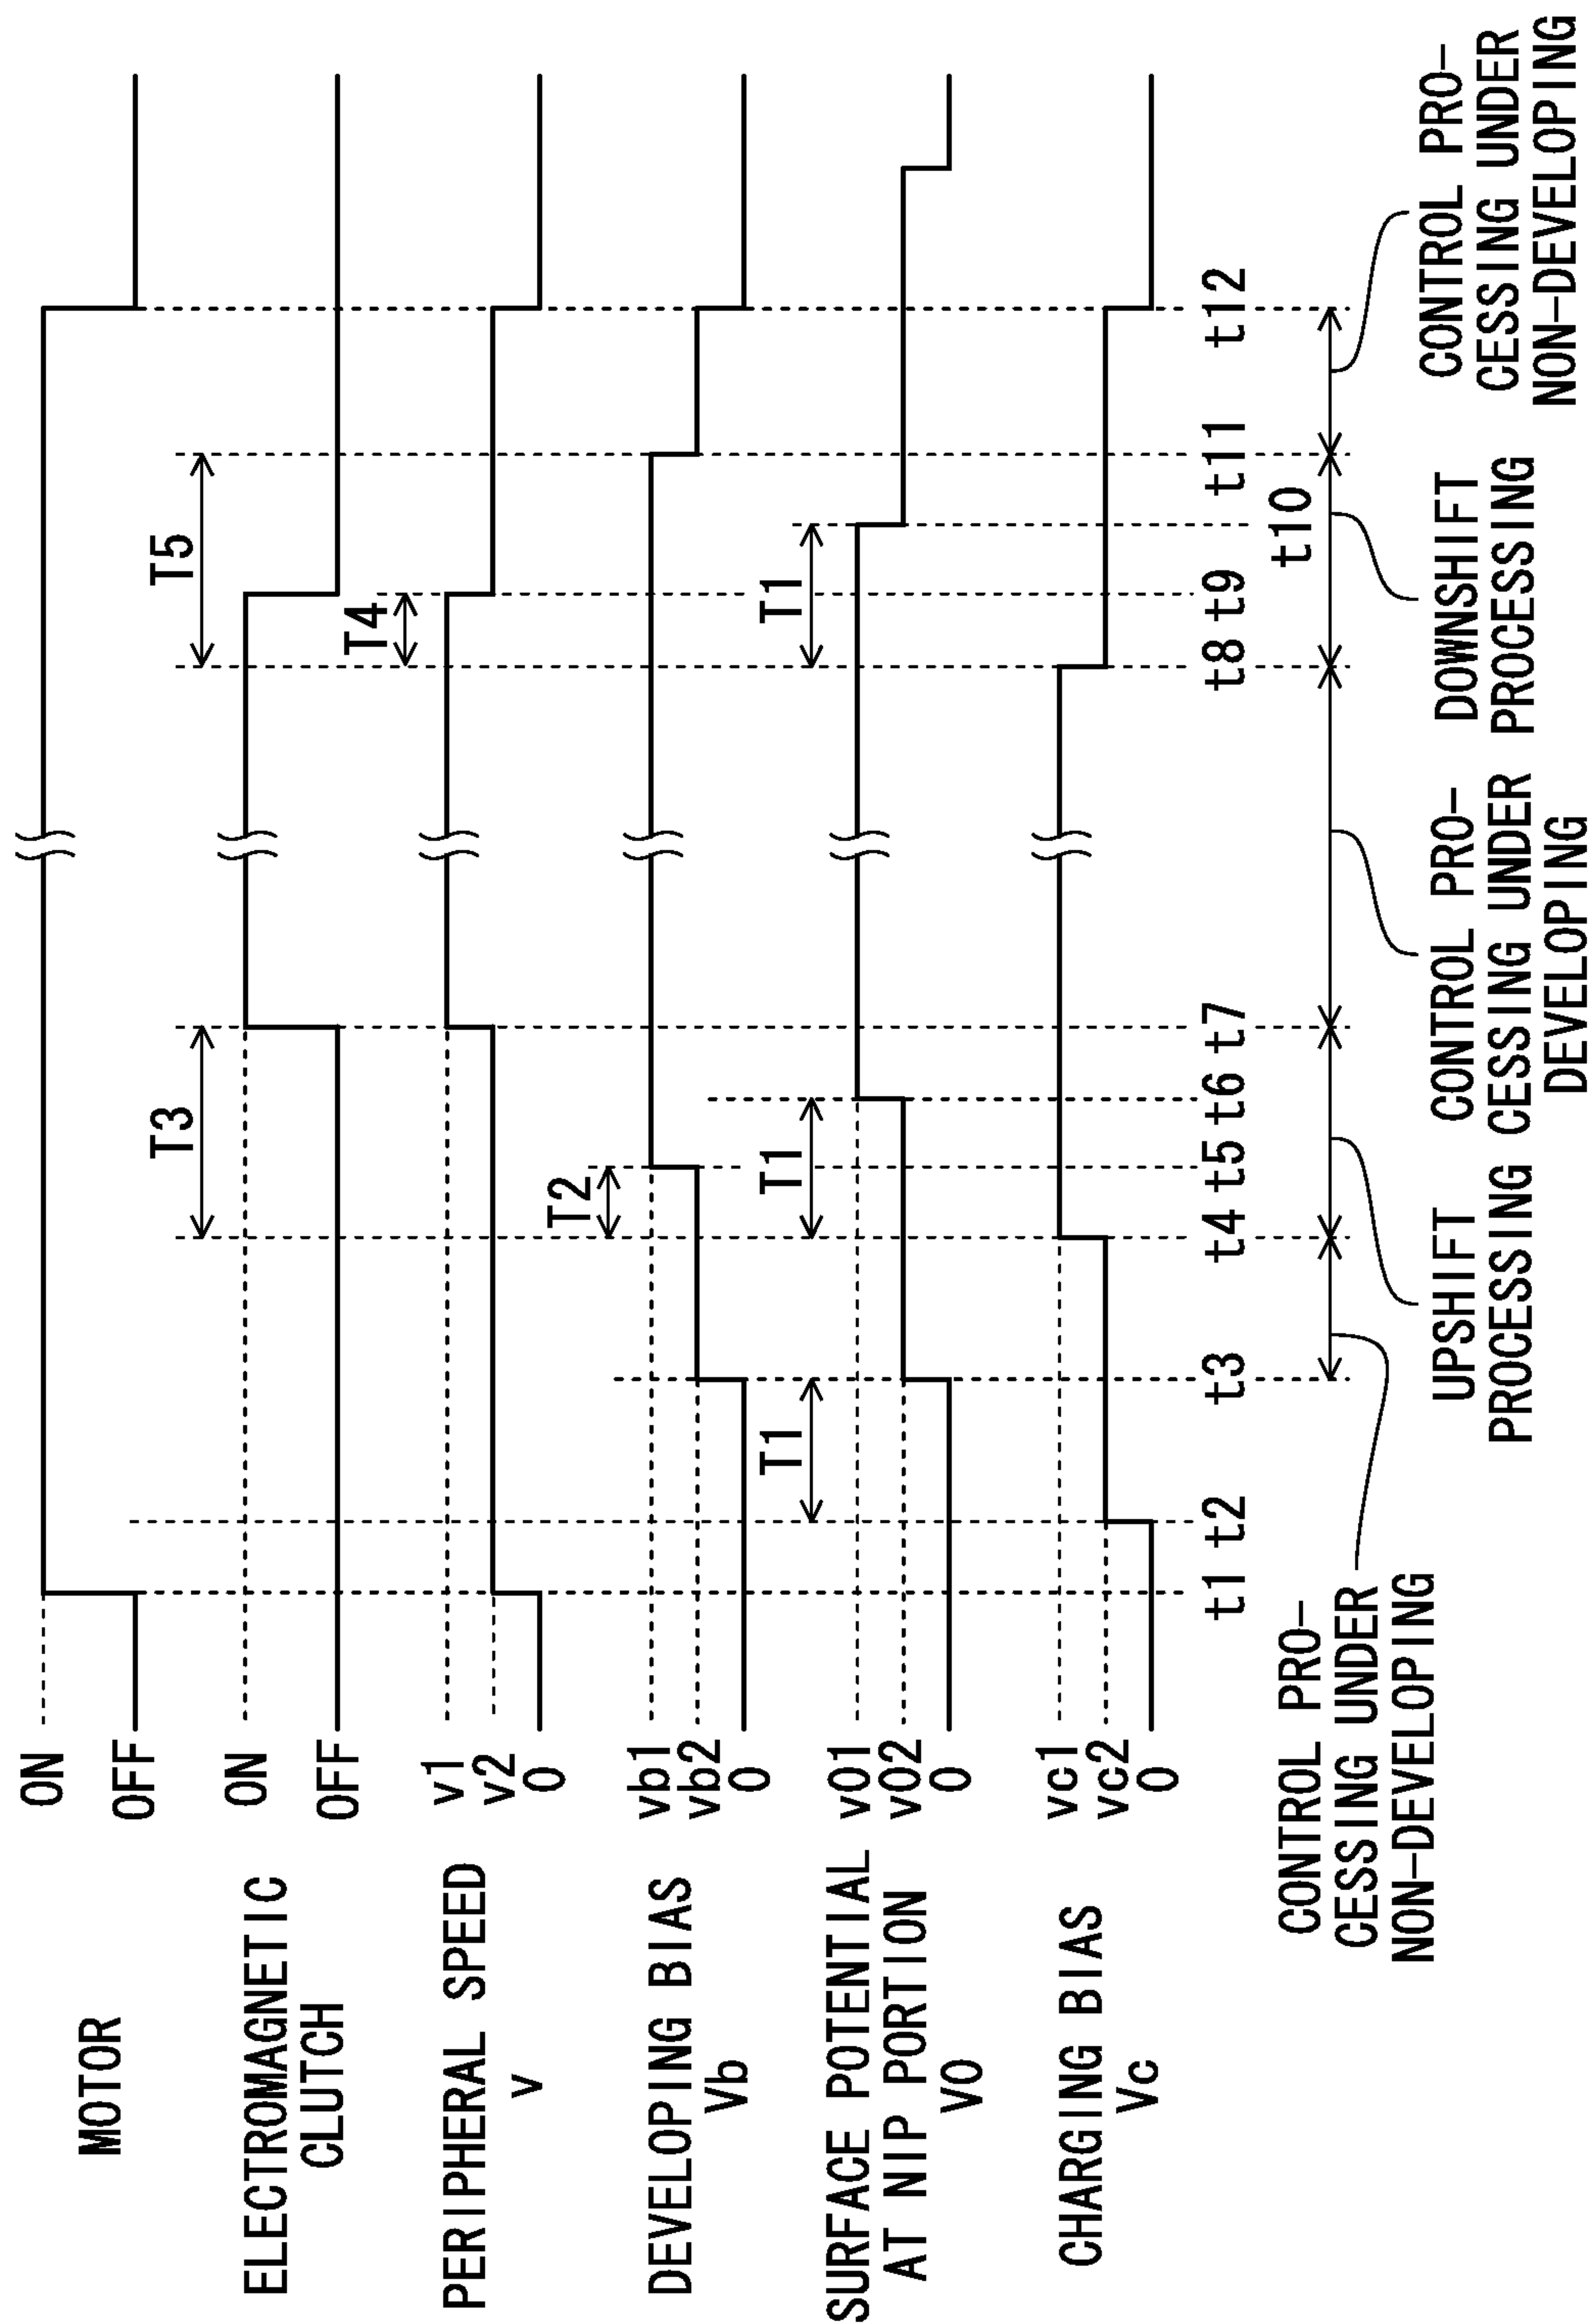 MOTOR
ON
OFF
ELECTROMAGNETIC
CLUTCH
ON
OFF
T3
T5
PERIPHERAL SPEED
v
v1
v2
0
T4
DEVELOPING BIAS
Vb
vb1
vb2
0
T2
SURFACE POTENTIAL
AT NIP PORTION
V0
v01
v02
0
T1
T1
T1
CHARGING BIAS
Vc
vc1
vc2
0
t1 t2 t3 t4 t5 t6 t7 t8 t9 t11 t12
t10
CONTROL PRO-
CESSING UNDER
NON-DEVELOPING
UPSHIFT
PROCESSING
CONTROL PRO-
CESSING UNDER
DEVELOPING
DOWNSHIFT
PROCESSING
CONTROL PRO-
CESSING UNDER
NON-DEVELOPING